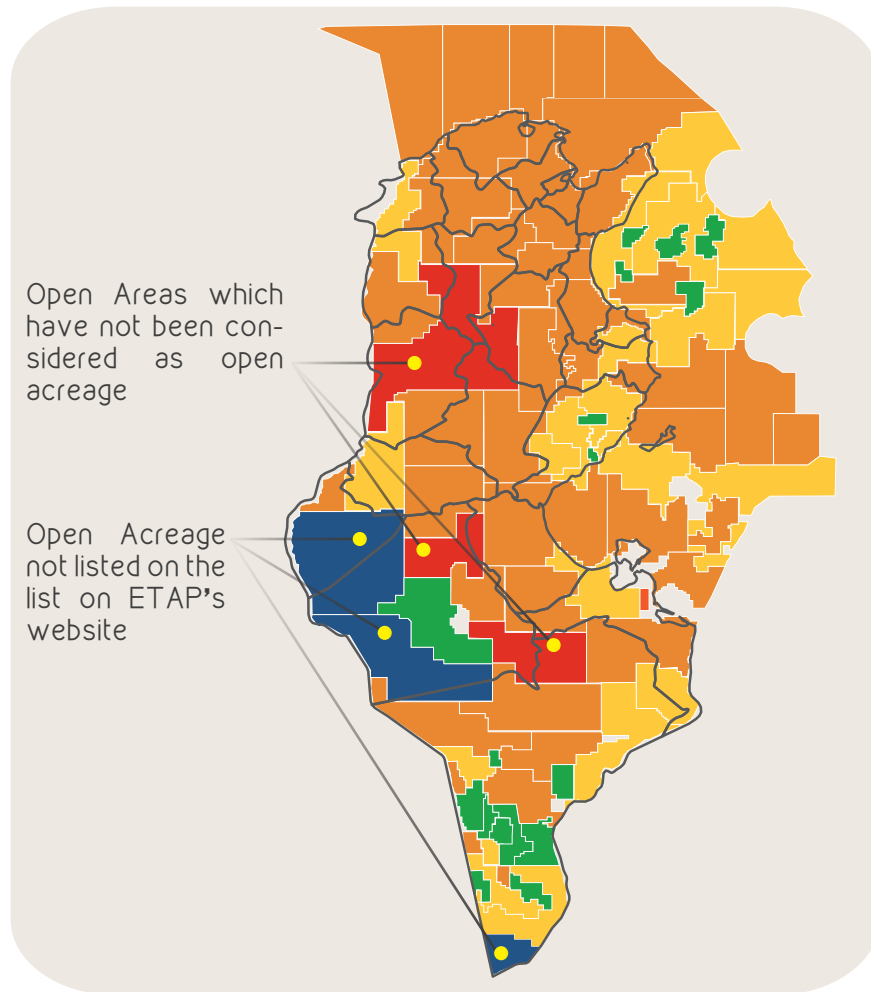 Open Areas which
have not been con-
sidered as open
acreage
Open Acreage
not listed on the
list on ETAP's
website